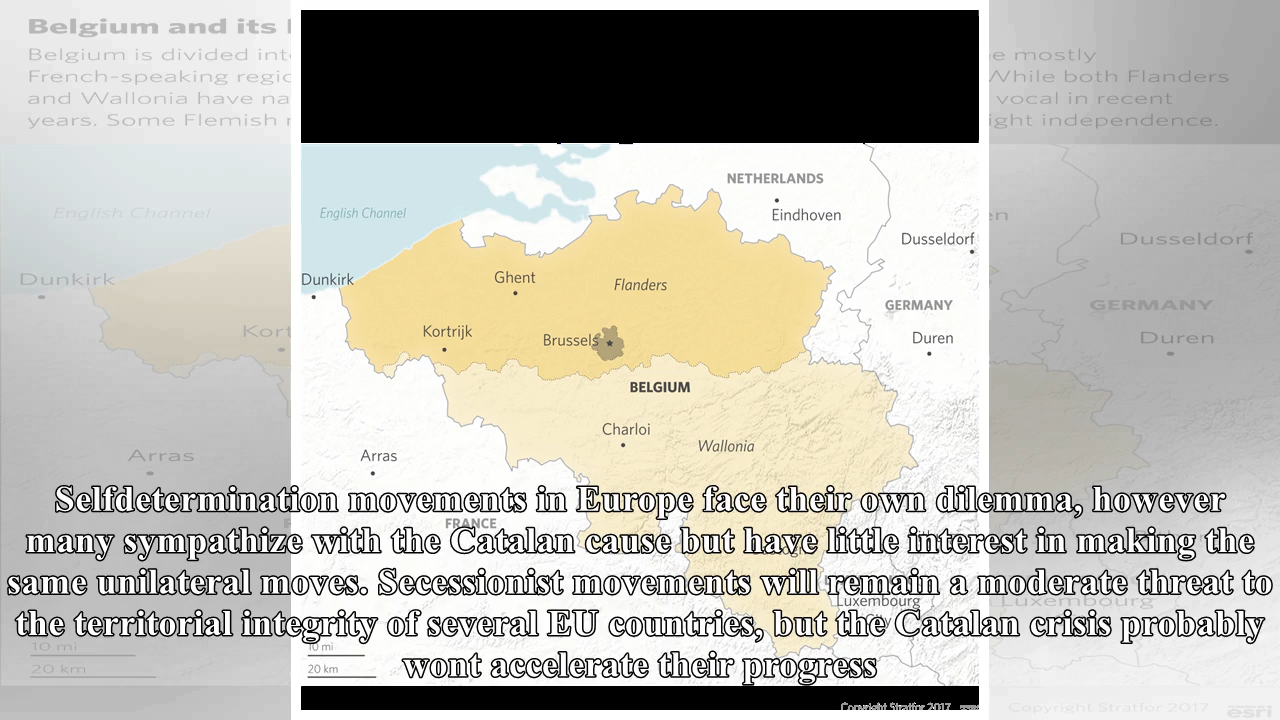 Belgium and its
Belgium is divided
French-speaking mostly
While both Flanders
and Wallonia have vocal in recent
years. Some Flemish independence.
English Channel
English Channel
NETHERLANDS
Eindhoven
Dusseldorf
Dusseldorf
Dunkirk
Dunkirk
Ghent
Flanders
GERMANY
GERMANY
Kortrijk
Brussels
Duren
Duren
BELGIUM
Charloi
Wallonia
Arras
Arras
FRANCE
Selfdetermination movements in Europe face their own dilemma, however
many sympathize with the Catalan cause but have little interest in making the
same unilateral moves. Secessionist movements will remain a moderate threat to
the territorial integrity of several EU countries, but the Catalan crisis probably
wont accelerate their progress
Luxembourg
Luxembourg
10 mi
20 km
10 mi
20 km
Copyright Stratfor 2017
Copyright Stratfor 2017
esri